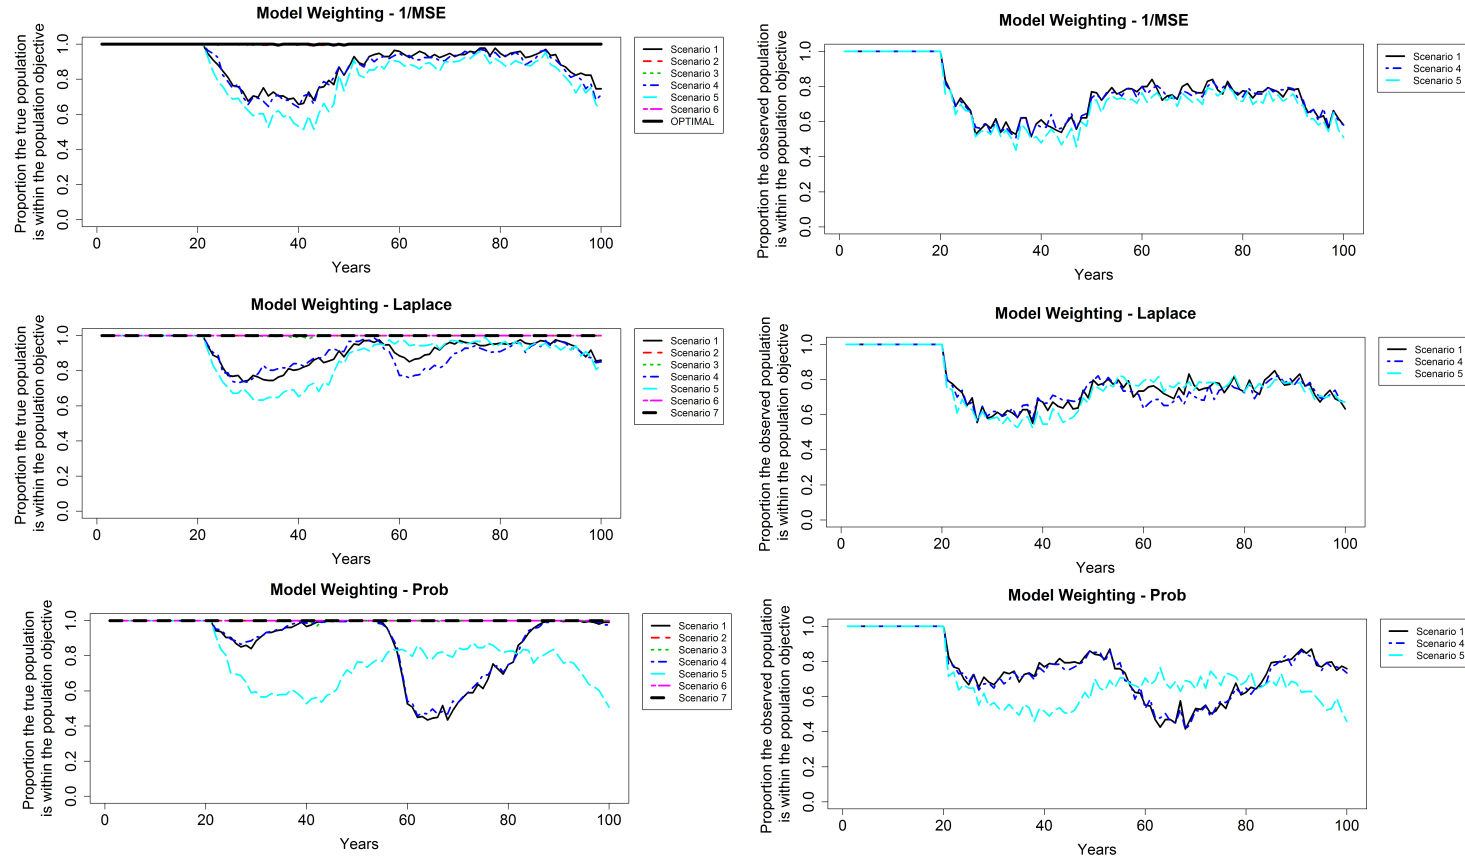 Model Weighting - 1/MSE
Proportion the true population
is within the population objective
1.0
0.8
0.6
0.4
0.2
0.0
0 20 40 60 80 100
Years
Scenario 1
Scenario 2
Scenario 3
Scenario 4
Scenario 5
Scenario 6
OPTIMAL
Model Weighting - 1/MSE
Proportion the observed population
is within the population objective
1.0
0.8
0.6
0.4
0.2
0.0
0 20 40 60 80 100
Years
Scenario 1
Scenario 4
Scenario 5
Model Weighting - Laplace
Proportion the true population
is within the population objective
1.0
0.8
0.6
0.4
0.2
0.0
0 20 40 60 80 100
Years
Scenario 1
Scenario 2
Scenario 3
Scenario 4
Scenario 5
Scenario 6
Scenario 7
Model Weighting - Laplace
Proportion the observed population
is within the population objective
1.0
0.8
0.6
0.4
0.2
0.0
0 20 40 60 80 100
Years
Scenario 1
Scenario 4
Scenario 5
Model Weighting - Prob
Proportion the true population
is within the population objective
1.0
0.8
0.6
0.4
0.2
0.0
0 20 40 60 80 100
Years
Scenario 1
Scenario 2
Scenario 3
Scenario 4
Scenario 5
Scenario 6
Scenario 7
Model Weighting - Prob
Proportion the observed population
is within the population objective
1.0
0.8
0.6
0.4
0.2
0.0
0 20 40 60 80 100
Years
Scenario 1
Scenario 4
Scenario 5